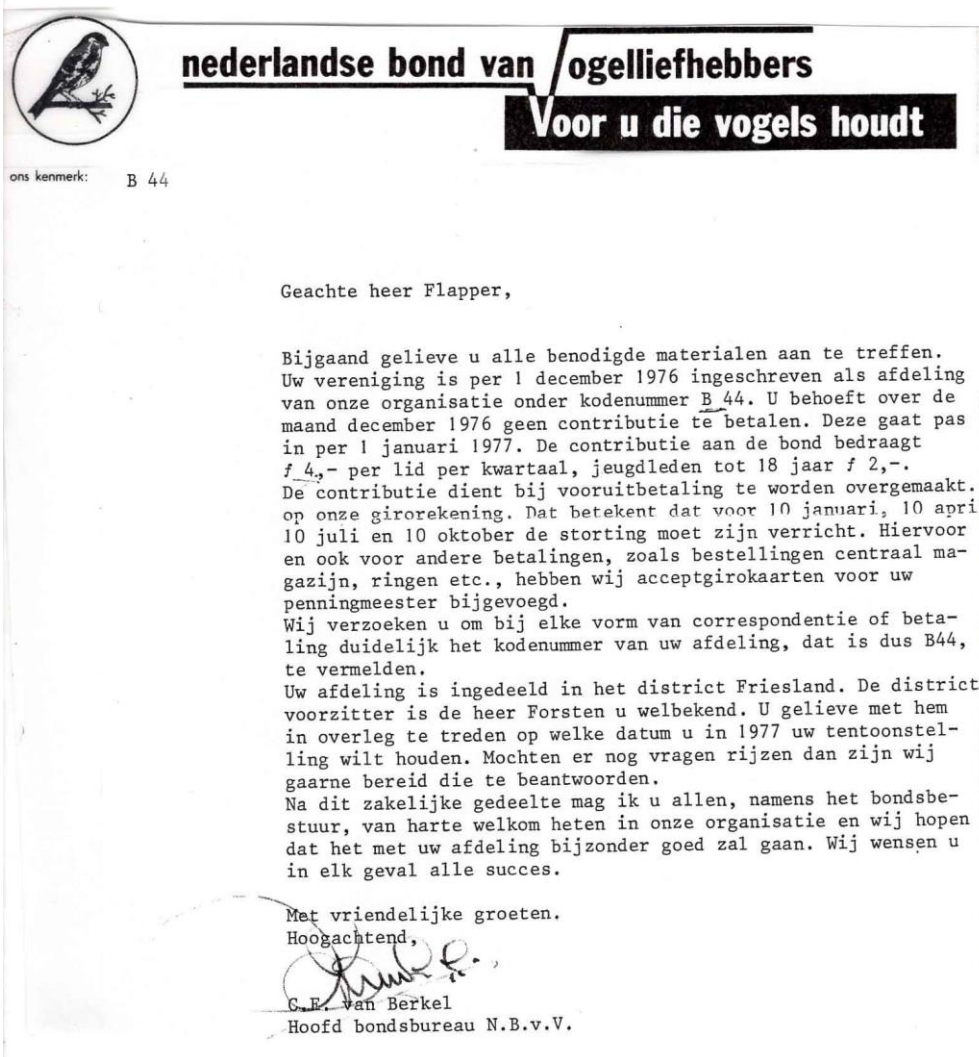 nederlandse bond van Vogelliefhebbers
Voor u die vogels houdt
ons kenmerk: B 44
Geachte heer Flapper,
Bijgaand gelieve u alle benodigde materialen aan te treffen.
Uw vereniging is per 1 december 1976 ingeschreven als afdeling
van onze organisatie onder kodenummer B 44. U behoeft over de
maand december 1976 geen contributie te betalen. Deze gaat pas
in per 1 januari 1977. De contributie aan de bond bedraagt
f 4,- per lid per kwartaal, jeugdleden tot 18 jaar f 2,-.
De contributie dient bij vooruitbetaling te worden overgemaakt.
op onze girorekening. Dat betekent dat voor 10 januari, 10 apri
10 juli en 10 oktober de storting moet zijn verricht. Hiervoor
en ook voor andere betalingen, zoals bestellingen centraal ma-
gazijn, ringen etc., hebben wij acceptgirokaarten voor uw
penningmeester bijgevoegd.
Wij verzoeken u om bij elke vorm van correspondentie of beta-
ling duidelijk het kodenummer van uw afdeling, dat is dus B44,
te vermelden.
Uw afdeling is ingedeeld in het district Friesland. De district
voorzitter is de heer Forsten u welbekend. U gelieve met hem
in overleg te treden op welke datum u in 1977 uw tentoonstel-
ling wilt houden. Mochten er nog vragen rijzen dan zijn wij
gaarne bereid die te beantwoorden.
Na dit zakelijke gedeelte mag ik u allen, namens het bondsbe-
stuur, van harte welkom heten in onze organisatie en wij hopen
dat het met uw afdeling bijzonder goed zal gaan. Wij wensen u
in elk geval alle succes.
Met vriendelijke groeten.
Hoogachtend,
C.E. van Berkel
Hoofd bondsbureau N.B.v.V.